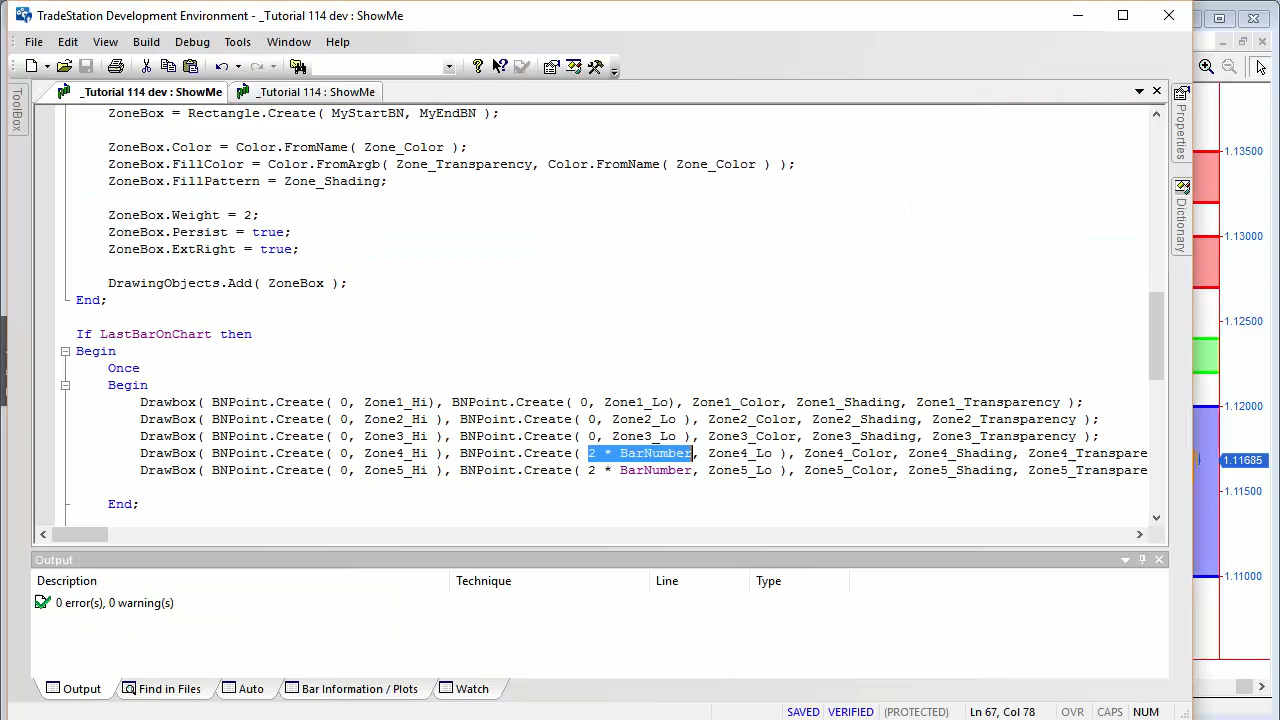 TradeStation Development Environment - _Tutorial 114 dev : ShowMe
File Edit View Build Debug Tools Window Help
ToolBox
_Tutorial 114 dev : ShowMe _Tutorial 114 : ShowMe
ZoneBox = Rectangle.Create( MyStartBN, MyEndBN );
ZoneBox.Color = Color.FromName( Zone_Color );
ZoneBox.FillColor = Color.FromArgb( Zone_Transparency, Color.FromName( Zone_Color ) );
ZoneBox.FillPattern = Zone_Shading;
ZoneBox.Weight = 2;
ZoneBox.Persist = true;
ZoneBox.ExtRight = true;
DrawingObjects.Add( ZoneBox );
End;
If LastBarOnChart then
Begin
Once
Begin
Drawbox( BNPoint.Create( 0, Zone1_Hi), BNPoint.Create( 0, Zone1_Lo), Zone1_Color, Zone1_Shading, Zone1_Transparency );
DrawBox( BNPoint.Create( 0, Zone2_Hi ), BNPoint.Create( 0, Zone2_Lo ), Zone2_Color, Zone2_Shading, Zone2_Transparency );
DrawBox( BNPoint.Create( 0, Zone3_Hi ), BNPoint.Create( 0, Zone3_Lo ), Zone3_Color, Zone3_Shading, Zone3_Transparency );
DrawBox( BNPoint.Create( 0, Zone4_Hi ), BNPoint.Create( 2 * BarNumber, Zone4_Lo ), Zone4_Color, Zone4_Shading, Zone4_Transpare
DrawBox( BNPoint.Create( 0, Zone5_Hi ), BNPoint.Create( 2 * BarNumber, Zone5_Lo ), Zone5_Color, Zone5_Shading, Zone5_Transpare
End;
Properties
Dictionary
1.13500
1.13000
1.12500
1.12000
1.11685
1.11500
1.11000
Output
Description Technique Line Type
0 error(s), 0 warning(s)
Output Find in Files Auto Bar Information / Plots Watch
SAVED VERIFIED (PROTECTED) Ln 67, Col 78 OVR CAPS NUM